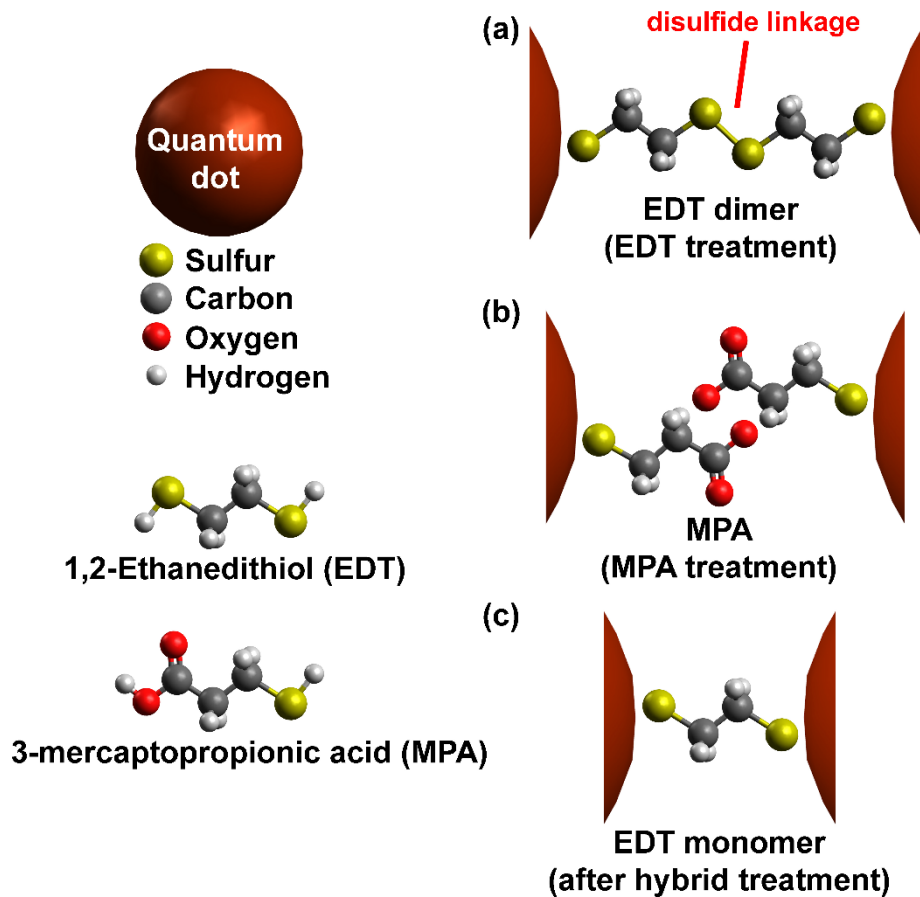 Quantum
dot
Sulfur
Carbon
Oxygen
Hydrogen
1,2-Ethanedithiol (EDT)
3-mercaptopropionic acid (MPA)
(a)
disulfide linkage
EDT dimer
(EDT treatment)
(b)
MPA
(MPA treatment)
(c)
EDT monomer
(after hybrid treatment)